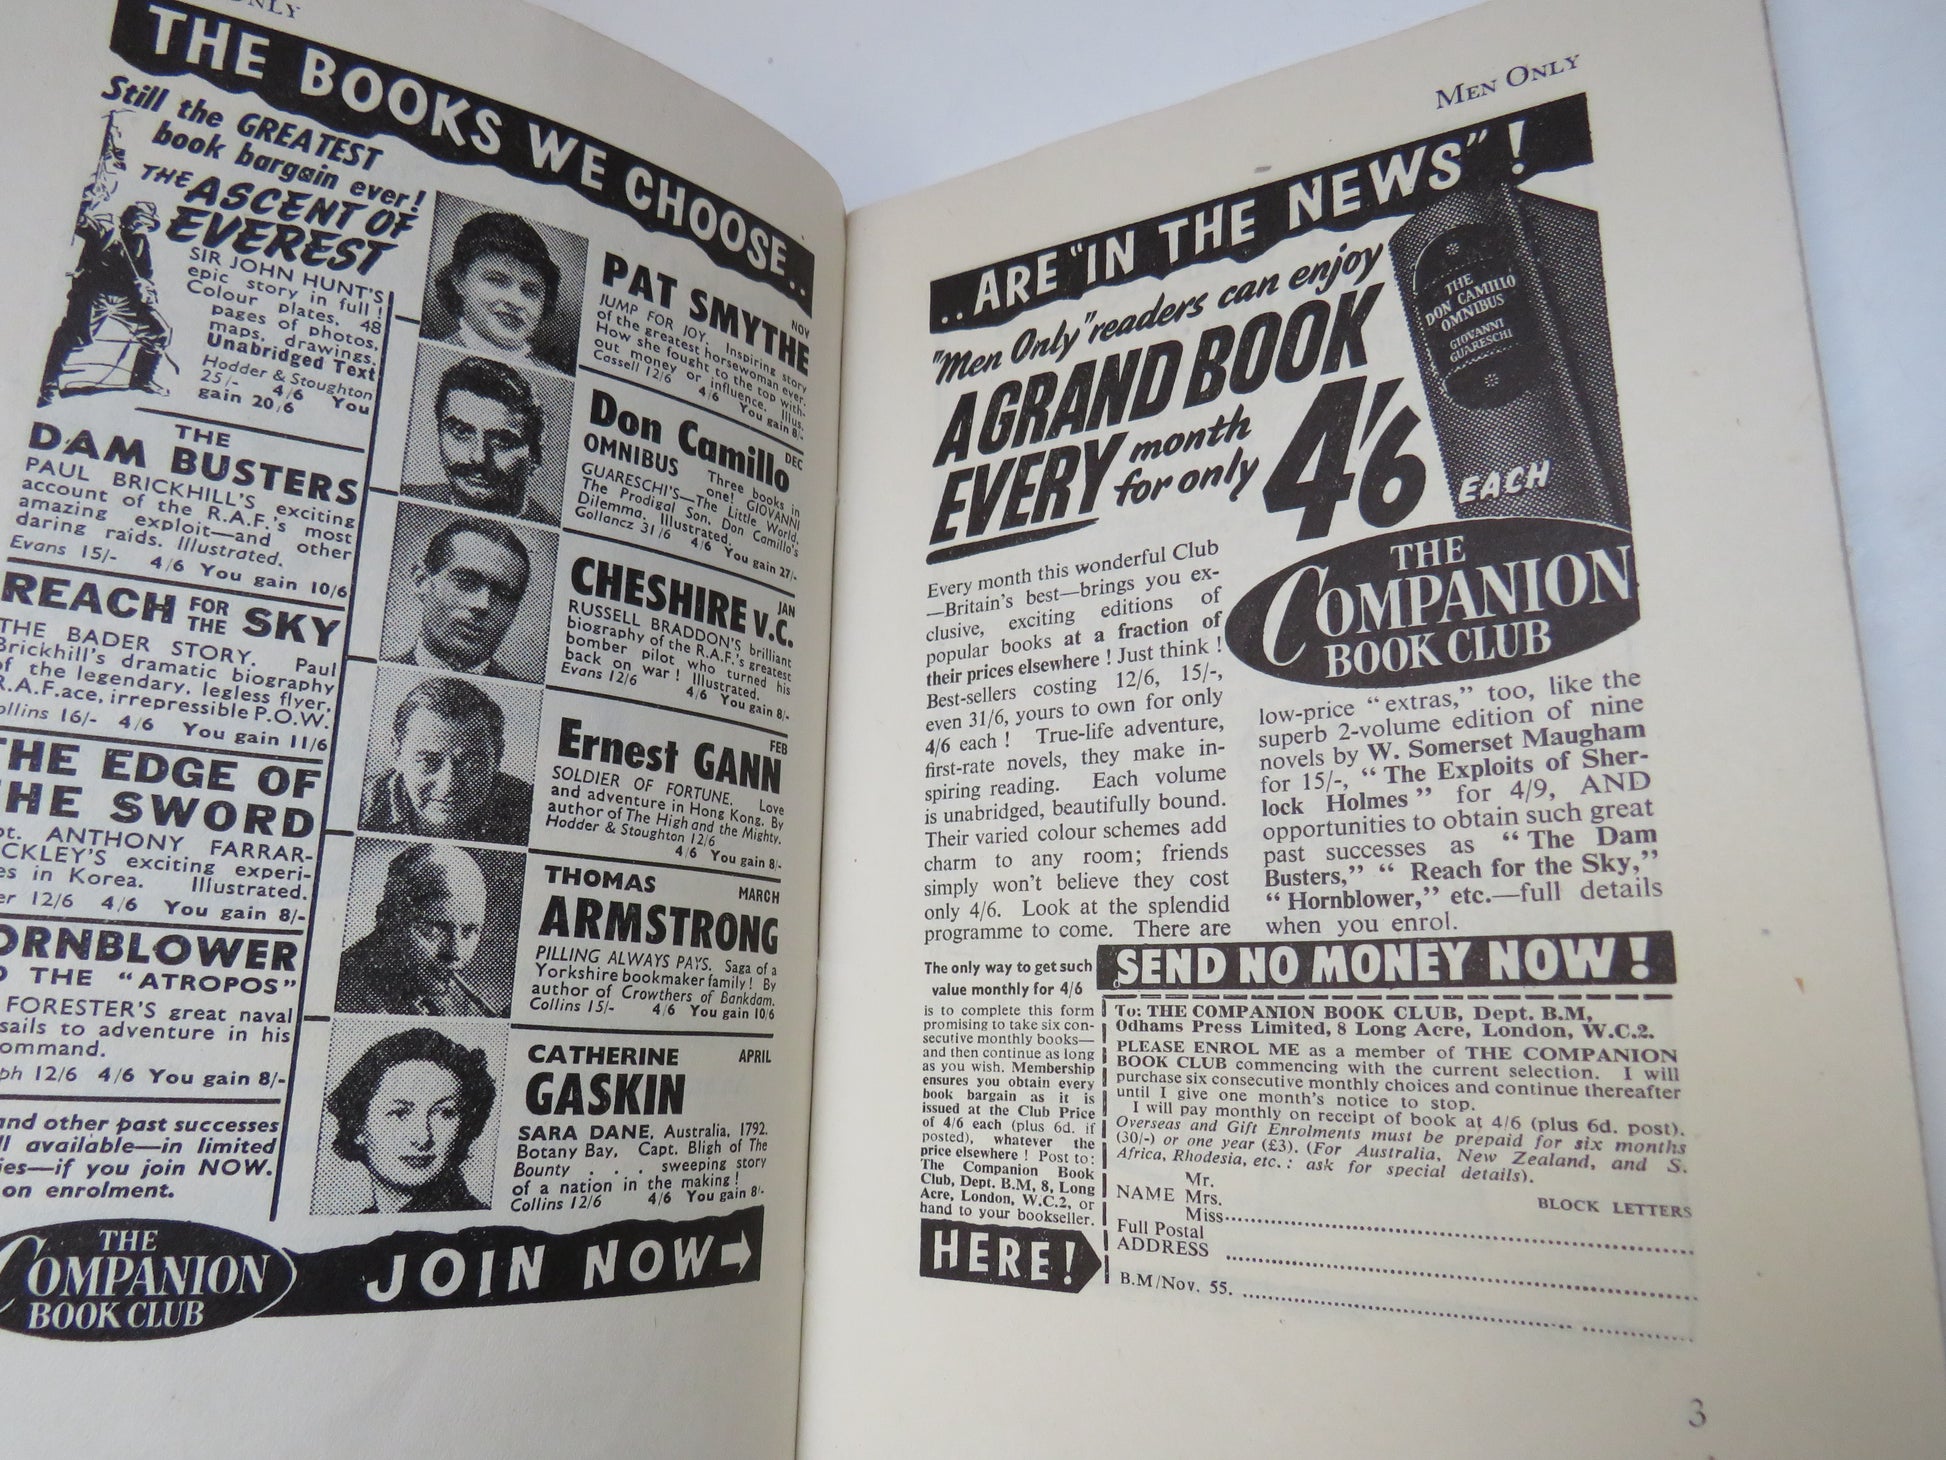 ONLY
THE BOOKS WE CHOOSE..
Still the GREATEST
book bargain ever!
THE ASCENT OF
EVEREST
SIR JOHN HUNT'S
epic story in full!
Colour plates, 48
pages of photos,
maps, drawings.
Unabridged Text
Hodder & Stoughton
25/- 4/6 You
gain 20/6
THE
DAM BUSTERS
PAUL BRICKHILL'S exciting
account of the R.A.F.'s most
amazing exploit—and other
daring raids. Illustrated.
Evans 15/- 4/6 You gain 10/6
REACH FOR THE SKY
THE BADER STORY. Paul
Brickhill's dramatic biography
of the legendary, legless flyer,
R.A.F. ace, irrepressible P.O.W.
ollins 16/- 4/6 You gain 11/6
HE EDGE OF
HE SWORD
pt. ANTHONY FARRAR-
CKLEY'S exciting experi-
es in Korea. Illustrated.
er 12/6 4/6 You gain 8/-
ORNBLOWER
THE "ATROPOS"
FORESTER'S great naval
sails to adventure in his
ommand.
ph 12/6 4/6 You gain 8/-
and other past successes
ll available—in limited
ies—if you join NOW.
on enrolment.
THE
COMPANION
BOOK CLUB
PAT SMYTHE
NOV
JUMP FOR JOY. Inspiring story
of the greatest horsewoman ever.
How she fought to the top with-
out money or influence. Illus.
Cassell 12/6 4/6 You gain 8/-
Don Camillo
OMNIBUS
DEC
Three books in
one! GIOVANNI
GUARESCHI'S—The Little World,
The Prodigal Son, Don Camillo's
Dilemma. Illustrated.
Gollancz 31/6 4/6 You gain 27/-
CHESHIRE V.C.
JAN
RUSSELL BRADDON'S brilliant
biography of the R.A.F.'s greatest
bomber pilot who turned his
back on war! Illustrated.
Evans 12/6 4/6 You gain 8/-
Ernest GANN
FEB
SOLDIER OF FORTUNE. Love
and adventure in Hong Kong. By
author of The High and the Mighty.
Hodder & Stoughton 12/6
4/6 You gain 8/-
THOMAS
MARCH
ARMSTRONG
PILLING ALWAYS PAYS. Saga of a
Yorkshire bookmaker family! By
author of Crowthers of Bankdam.
Collins 15/- 4/6 You gain 10/6
CATHERINE
APRIL
GASKIN
SARA DANE, Australia, 1792.
Botany Bay, Capt. Bligh of The
Bounty . . . sweeping story
of a nation in the making!
Collins 12/6 4/6 You gain 8/-
JOIN NOW
MEN ONLY
..ARE "IN THE NEWS"!
"Men Only" readers can enjoy
A GRAND BOOK
EVERY month
for only
4/6
EACH
THE
DON CAMILLO
OMNIBUS
GIOVANNI
GUARESCHI
THE
COMPANION
BOOK CLUB
Every month this wonderful Club
—Britain's best—brings you ex-
clusive, exciting editions of
popular books at a fraction of
their prices elsewhere! Just think!
Best-sellers costing 12/6, 15/-,
even 31/6, yours to own for only
4/6 each! True-life adventure,
first-rate novels, they make in-
spiring reading. Each volume
is unabridged, beautifully bound.
Their varied colour schemes add
charm to any room; friends
simply won't believe they cost
only 4/6. Look at the splendid
programme to come. There are
low-price "extras," too, like the
superb 2-volume edition of nine
novels by W. Somerset Maugham
for 15/-, "The Exploits of Sher-
lock Holmes" for 4/9, AND
opportunities to obtain such great
past successes as "The Dam
Busters," "Reach for the Sky,"
"Hornblower," etc.—full details
when you enrol.
The only way to get such
value monthly for 4/6
is to complete this form
promising to take six con-
secutive monthly books—
and then continue as long
as you wish. Membership
ensures you obtain every
book bargain as it is
issued at the Club Price
of 4/6 each (plus 6d. if
posted), whatever the
price elsewhere! Post to:
The Companion Book
Club, Dept. B.M, 8, Long
Acre, London, W.C.2, or
hand to your bookseller.
HERE!
SEND NO MONEY NOW!
To: THE COMPANION BOOK CLUB, Dept. B.M,
Odhams Press Limited, 8 Long Acre, London, W.C.2.
PLEASE ENROL ME as a member of THE COMPANION
BOOK CLUB commencing with the current selection. I will
purchase six consecutive monthly choices and continue thereafter
until I give one month's notice to stop.
I will pay monthly on receipt of book at 4/6 (plus 6d. post).
Overseas and Gift Enrolments must be prepaid for six months
(30/-) or one year (£3). (For Australia, New Zealand, and S.
Africa, Rhodesia, etc.: ask for special details).
Mr.
NAME Mrs.
Miss
BLOCK LETTERS
Full Postal
ADDRESS
B.M/Nov. 55.
3